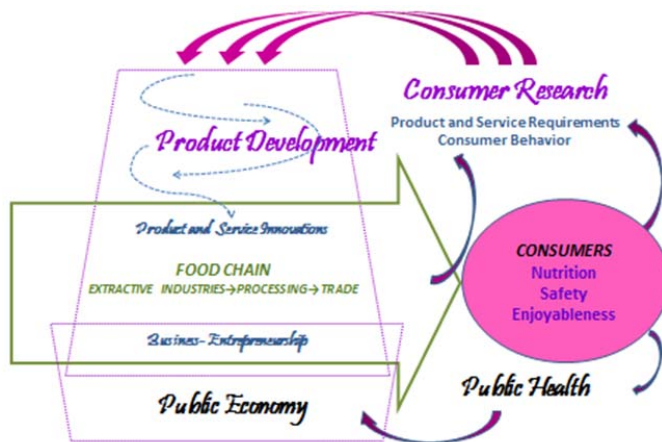 Consumer Research
Product and Service Requirements
Consumer Behavior
Product Development
Product and Service Innovations
FOOD CHAIN
EXTRACTIVE INDUSTRIES→PROCESSING→TRADE
Business-Entrepreneurship
Public Economy
CONSUMERS
Nutrition
Safety
Enjoyableness
Public Health